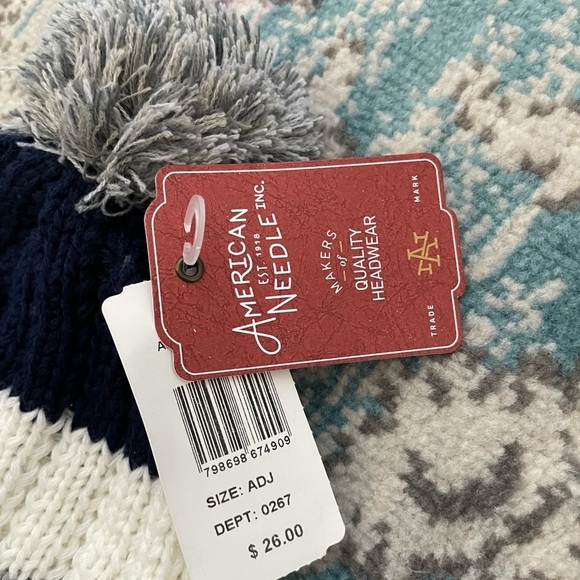 AMERICAN
EST. 1918
NEEDLE INC.
MAKERS
of
QUALITY
HEADWEAR
TRADE MARK
798698 674909
SIZE: ADJ
DEPT: 0267
$ 26.00